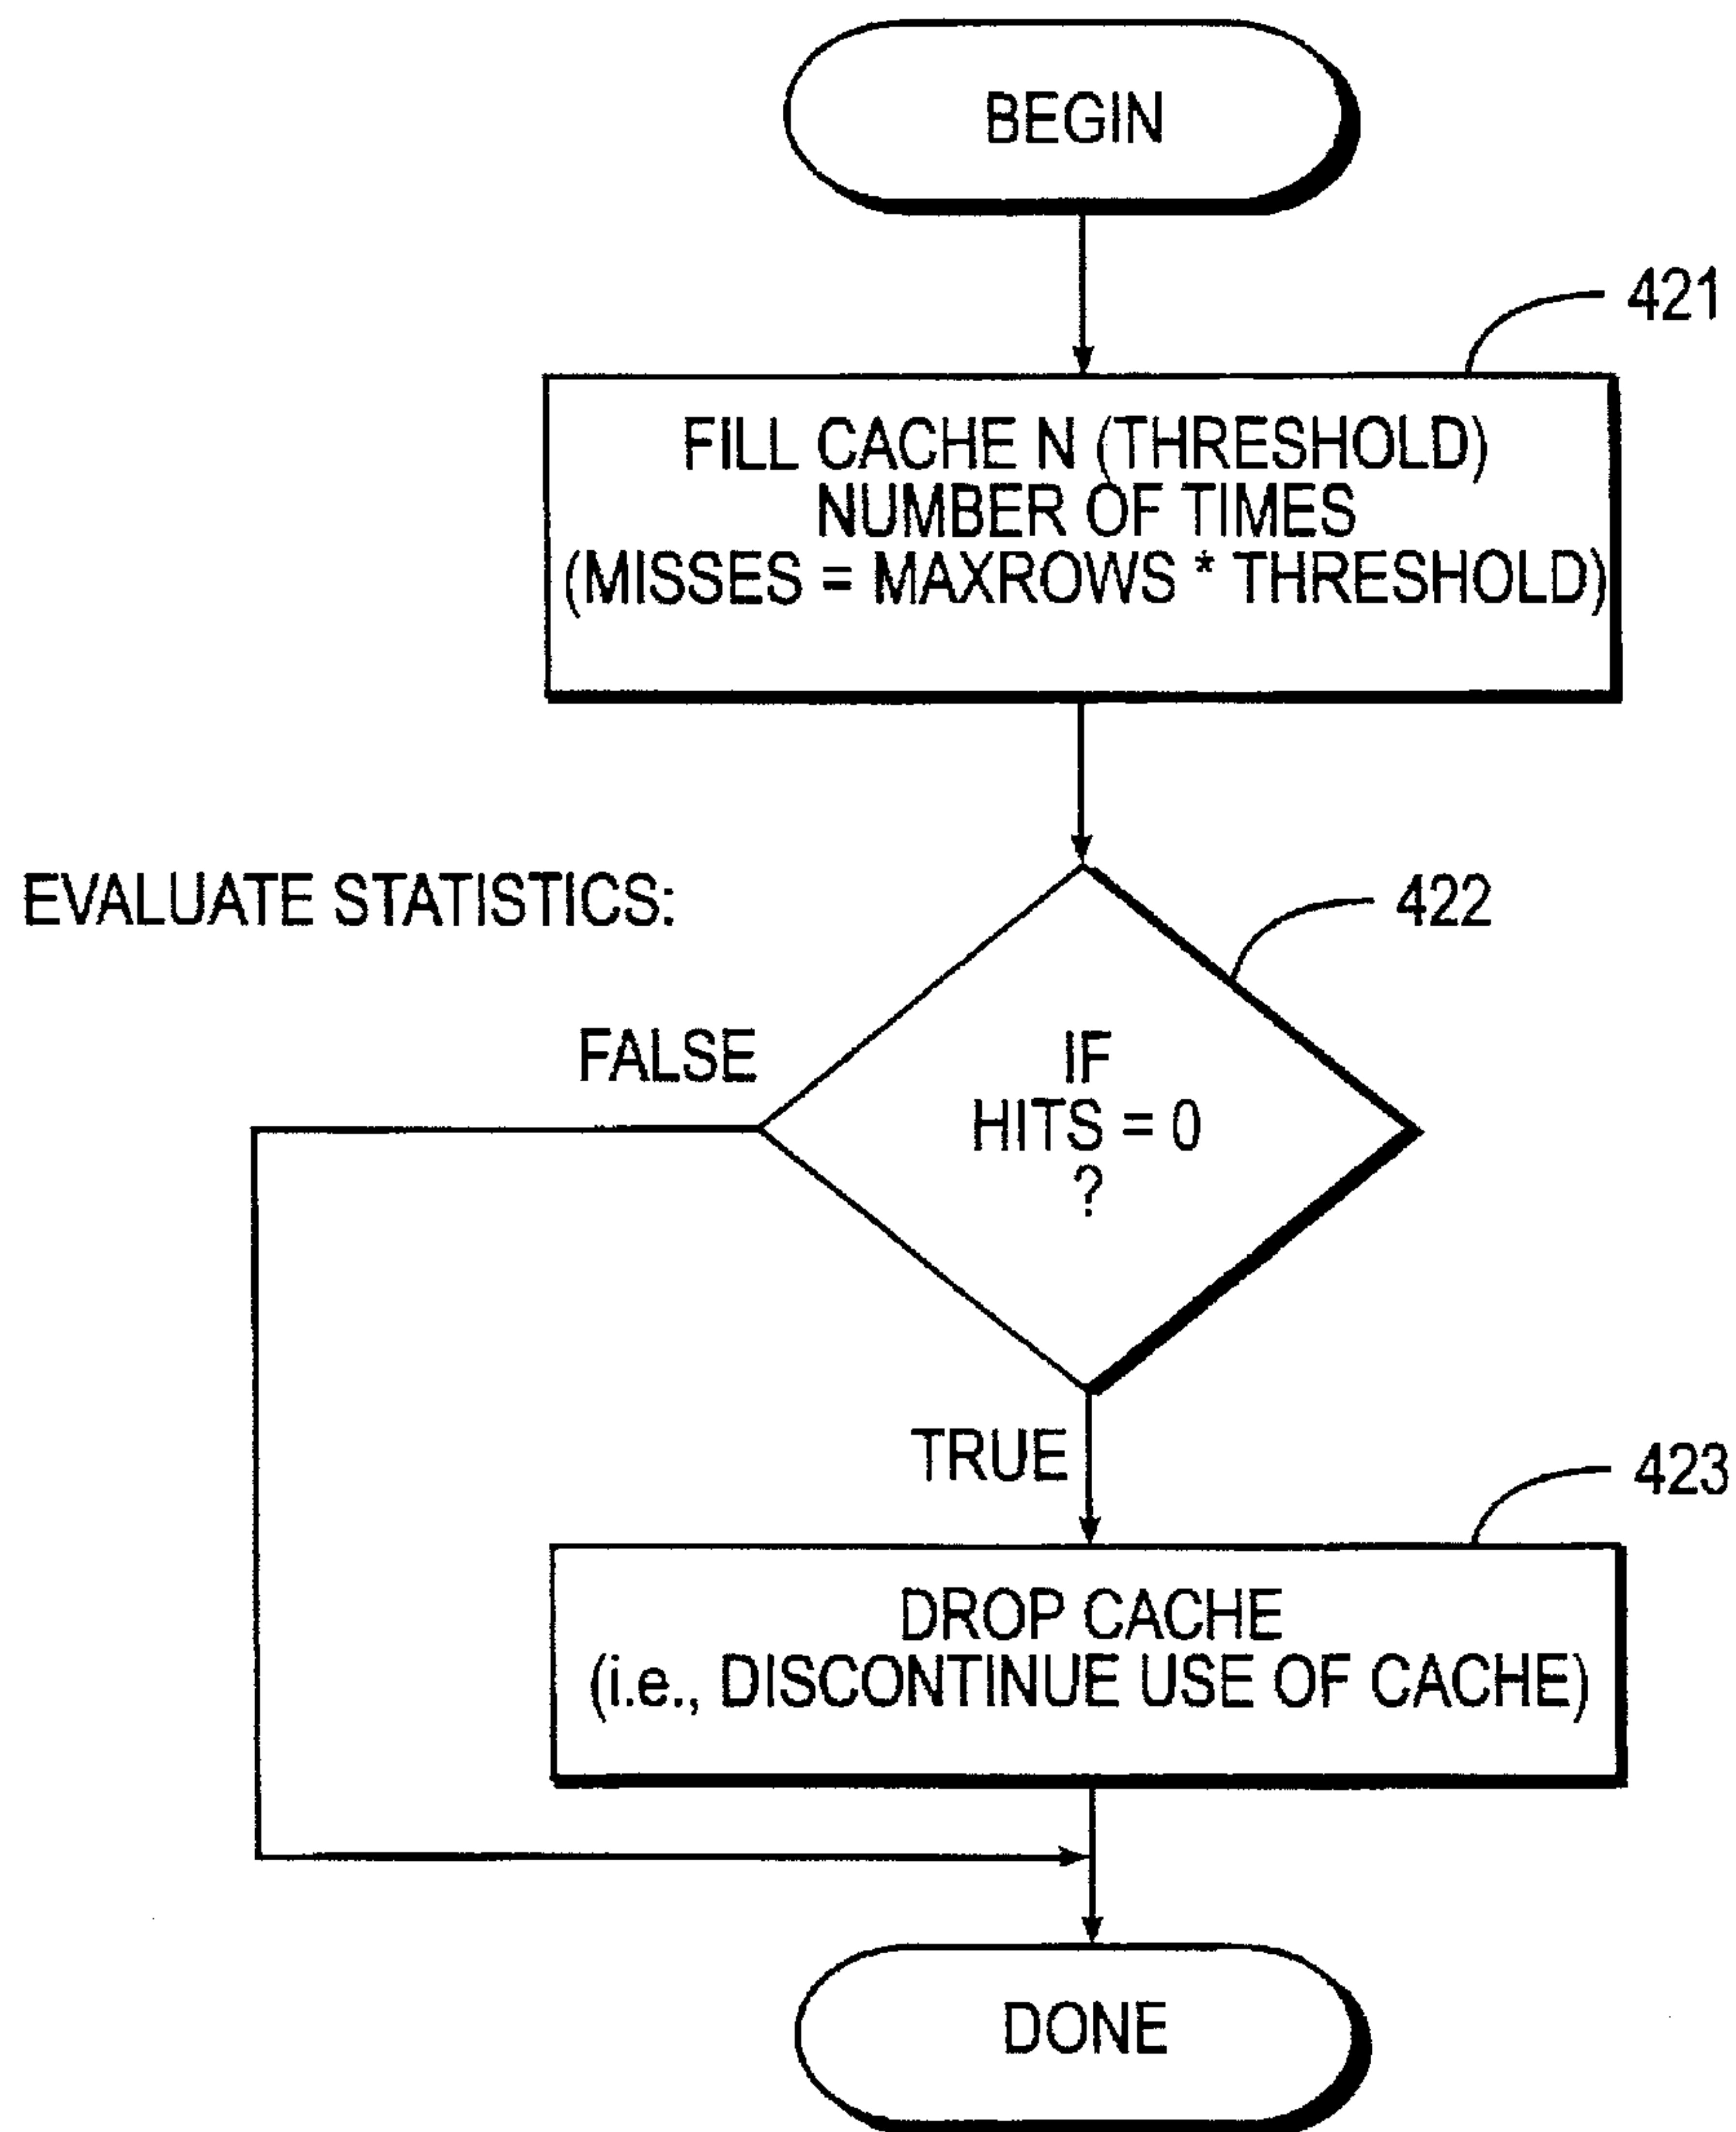 BEGIN
421
FILL CACHE N (THRESHOLD)
NUMBER OF TIMES
(MISSES = MAXROWS * THRESHOLD)
EVALUATE STATISTICS:
422
FALSE
IF
HITS = 0
?
TRUE
423
DROP CACHE
(i.e., DISCONTINUE USE OF CACHE)
DONE